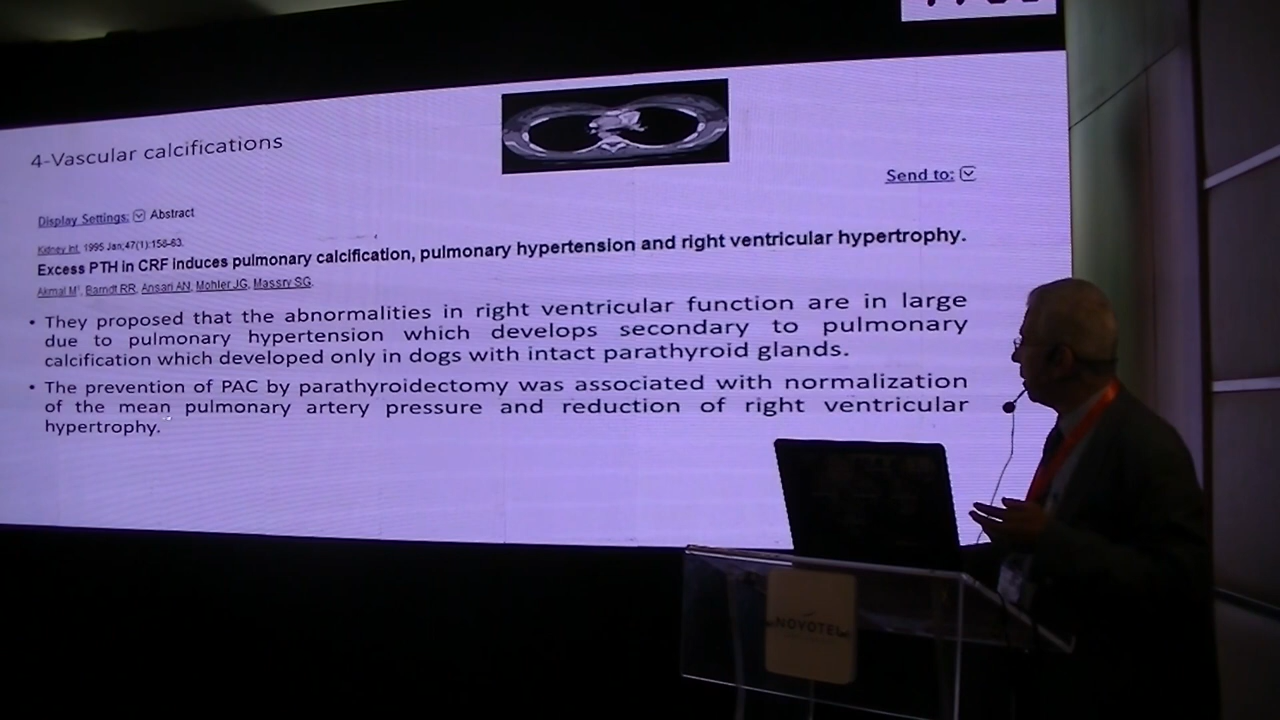 4-Vascular calcifications
Send to:
Display Settings: Abstract
Kidney Int. 1995 Jan;47(1):158-63.
Excess PTH in CRF induces pulmonary calcification, pulmonary hypertension and right ventricular hypertrophy.
Akmal M¹, Barndt RR, Ansari AN, Mohler JG, Massry SG.
• They proposed that the abnormalities in right ventricular function are in large
due to pulmonary hypertension which develops secondary to pulmonary
calcification which developed only in dogs with intact parathyroid glands.
• The prevention of PAC by parathyroidectomy was associated with normalization
of the mean pulmonary artery pressure and reduction of right ventricular
hypertrophy.
NOVOTEL